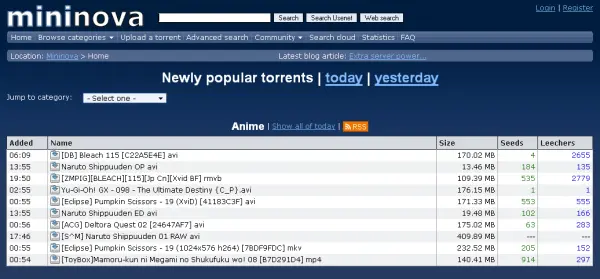 mininova
Search Search Usenet Web search
Login | Register
Home Browse categories Upload a torrent Advanced search Community Search cloud Statistics FAQ
Location: Mininova > Home Latest blog article: Extra server power...
Newly popular torrents | today | yesterday
Jump to category: - Select one -
Anime | Show all of today | RSS
Added Name Size Seeds Leechers
06:09 [DB] Bleach 115 [C22A5E4E] avi 170.02 MB 4 2655
13:55 Naruto Shippuuden OP avi 184 135
19:50 [ZMPIG][BLEACH][115][Jp Cn][Xvid BF] rmvb 109.39 MB 535 2779
02:55 Yu-Gi-Oh! GX - 098 - The Ultimate Destiny {C_P}.avi 176.15 MB 1 1
00:55 [Eclipse] Pumpkin Scissors - 19 (XviD) [41183C3F] avi 171.33 MB 553 555
13:55 Naruto Shippuuden ED avi 19.48 MB 102 166
00:56 [ACG] Deltora Quest 02 [24647AF7].avi 175.02 MB 63 283
17:46 [S^M] Naruto Shippuuden 01 RAW avi 409.89 MB --- ---
00:55 [Eclipse] Pumpkin Scissors - 19 (1024x576 h264) [7BDF9FDC] mkv 232.52 MB 205 152
00:54 [ToyBox]Mamoru-kun ni Megami no Shukufuku wo! 08 [B7D291D4] mp4 140.41 MB 914 297